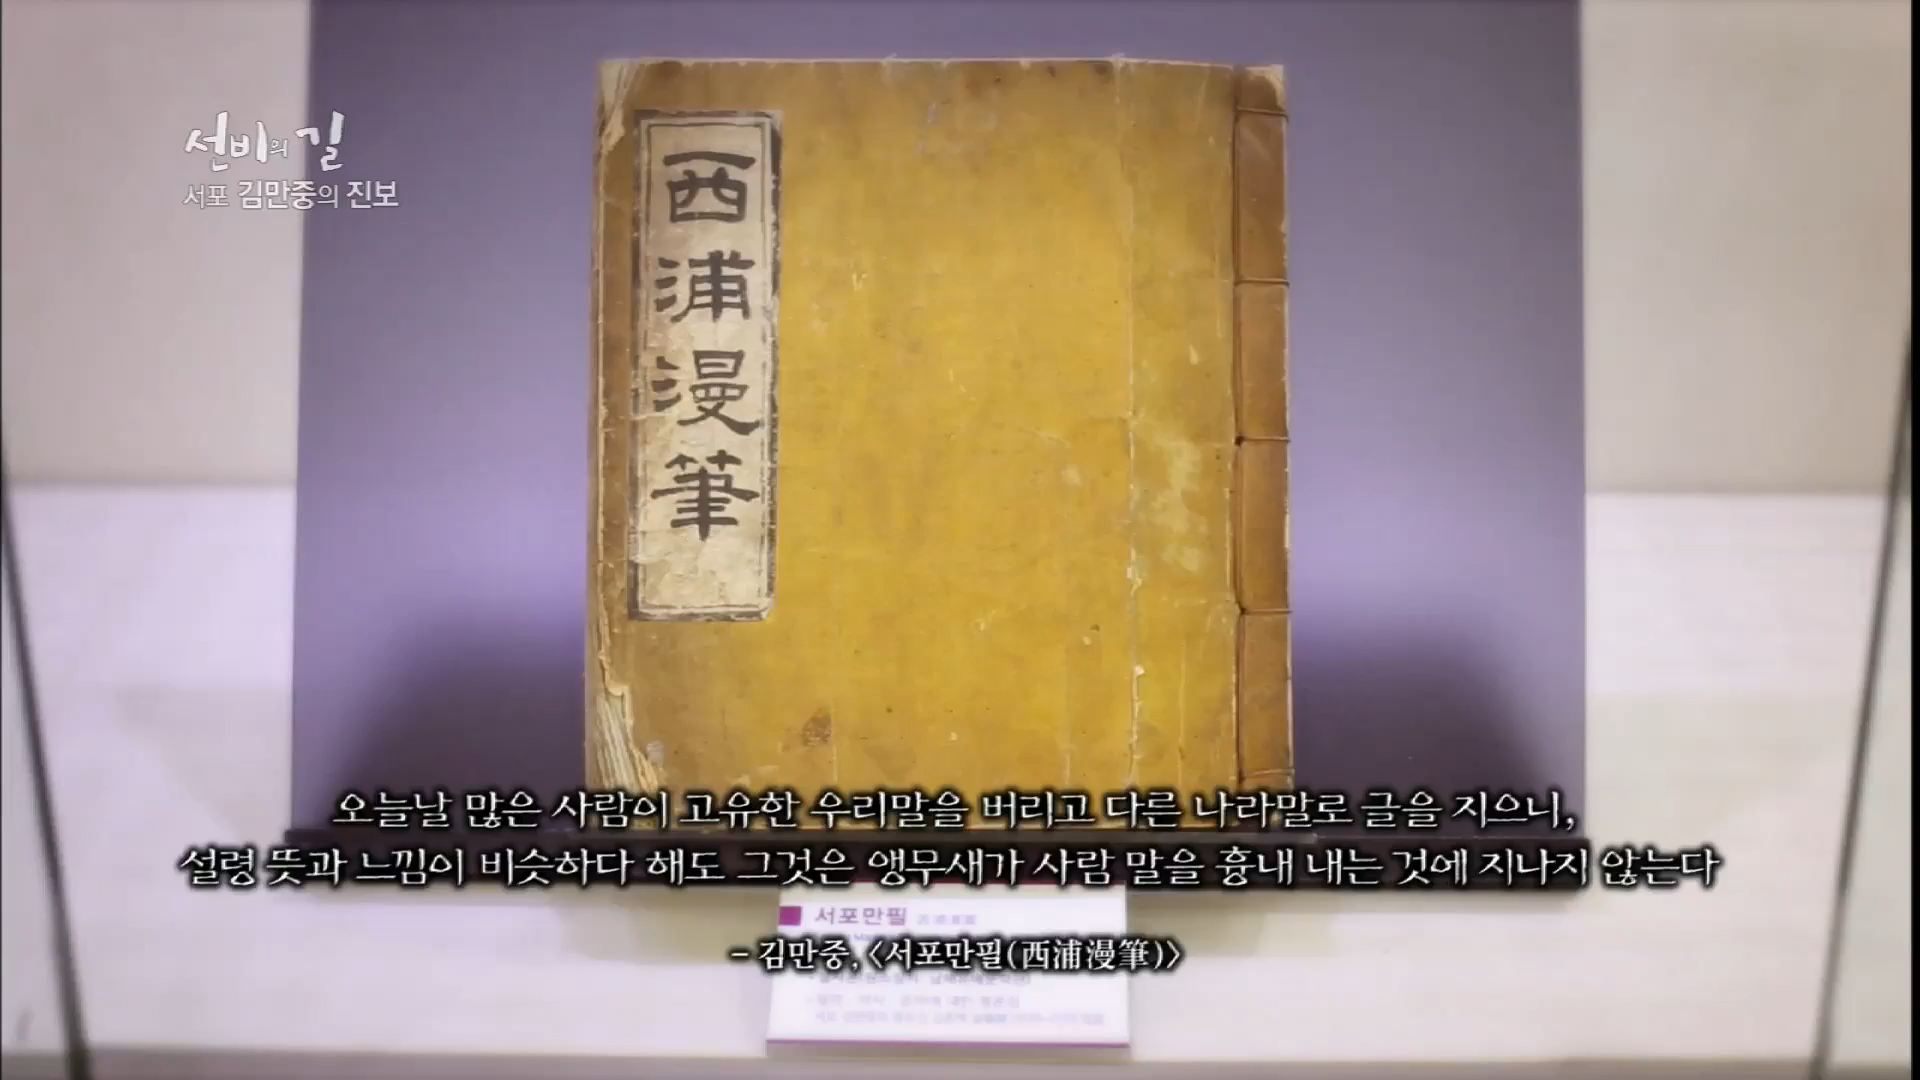 선비의 길
서포 김만중의 진보
西浦漫筆
오늘날 많은 사람이 고유한 우리말을 버리고 다른 나라말로 글을 지으니,
설령 뜻과 느낌이 비슷하다 해도 그것은 앵무새가 사람 말을 흉내 내는 것에 지나지 않는다
서포만필
- 김만중, <서포만필(西浦漫筆)>